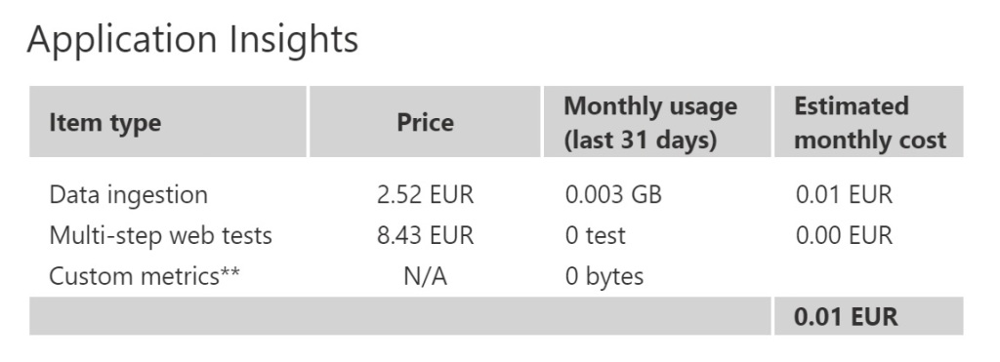 Application Insights
Item type Price Monthly usage (last 31 days) Estimated monthly cost
Data ingestion 2.52 EUR 0.003 GB 0.01 EUR
Multi-step web tests 8.43 EUR 0 test 0.00 EUR
Custom metrics** N/A 0 bytes
0.01 EUR